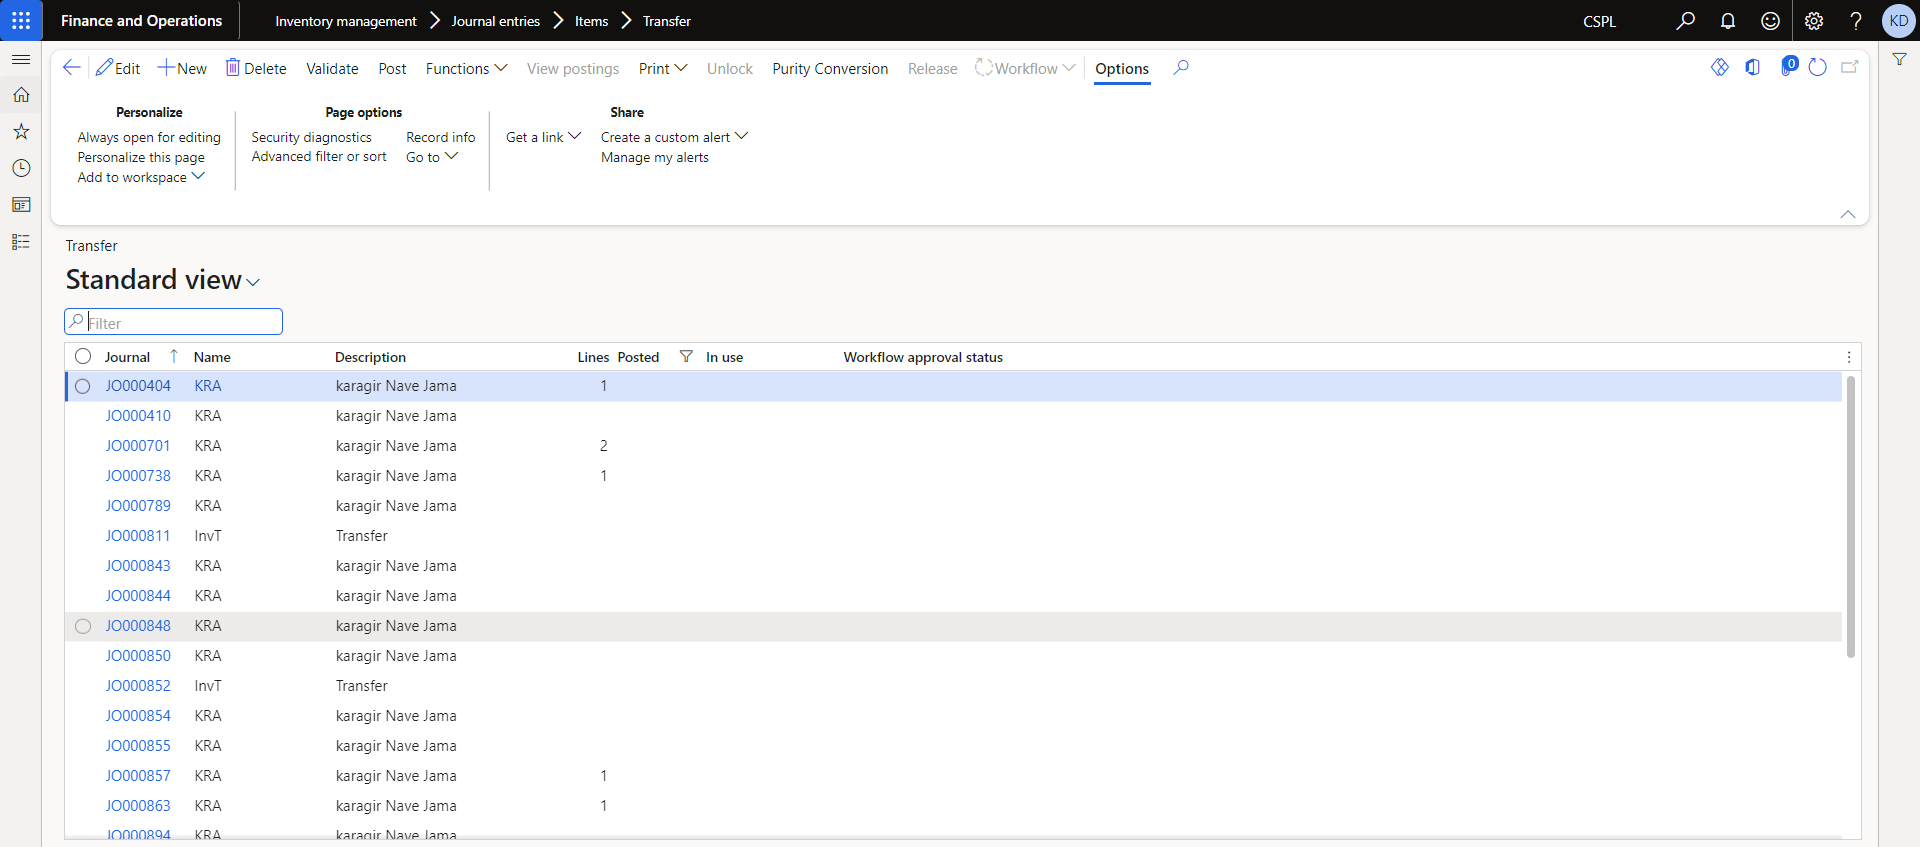 Finance and Operations Inventory management Journal entries Items Transfer CSPL ? KD
Edit New Delete Validate Post Functions View postings Print Unlock Purity Conversion Release Workflow Options 0
Personalize Page options Share
Always open for editing Security diagnostics Record info Get a link Create a custom alert
Personalize this page Advanced filter or sort Go to Manage my alerts
Add to workspace
Transfer
Standard view
Filter
Journal Name Description Lines Posted In use Workflow approval status
JO000404 KRA karagir Nave Jama 1
JO000410 KRA karagir Nave Jama
JO000701 KRA karagir Nave Jama 2
JO000738 KRA karagir Nave Jama 1
JO000789 KRA karagir Nave Jama
JO000811 InvT Transfer
JO000843 KRA karagir Nave Jama
JO000844 KRA karagir Nave Jama
JO000848 KRA karagir Nave Jama
JO000850 KRA karagir Nave Jama
JO000852 InvT Transfer
JO000854 KRA karagir Nave Jama
JO000855 KRA karagir Nave Jama
JO000857 KRA karagir Nave Jama 1
JO000863 KRA karagir Nave Jama 1
JO000894 KRA karagir Nave Jama